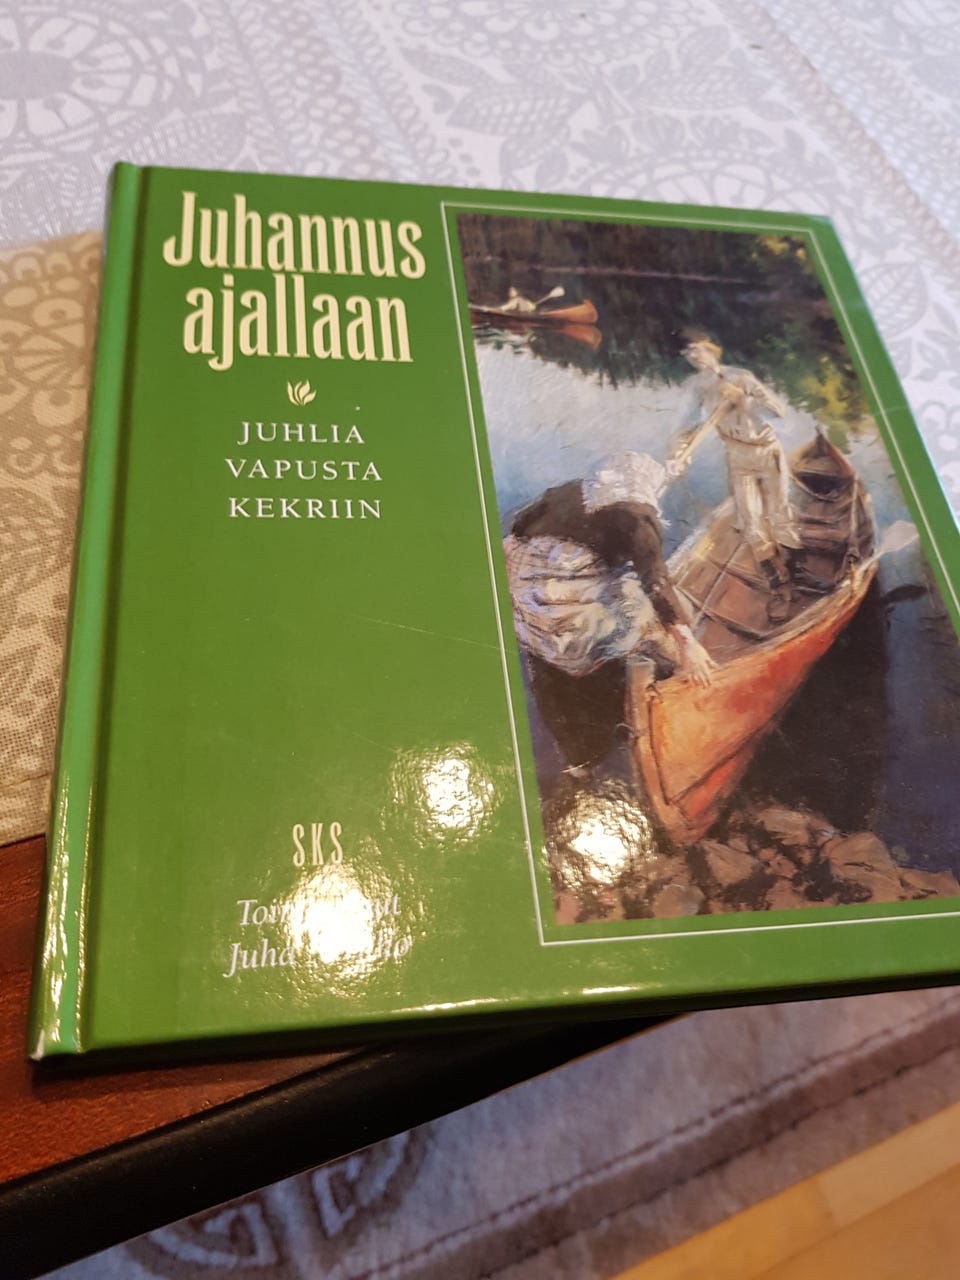 Juhannus
ajallaan
JUHLIA
VAPUSTA
KEKRIIN
SKS
Juha